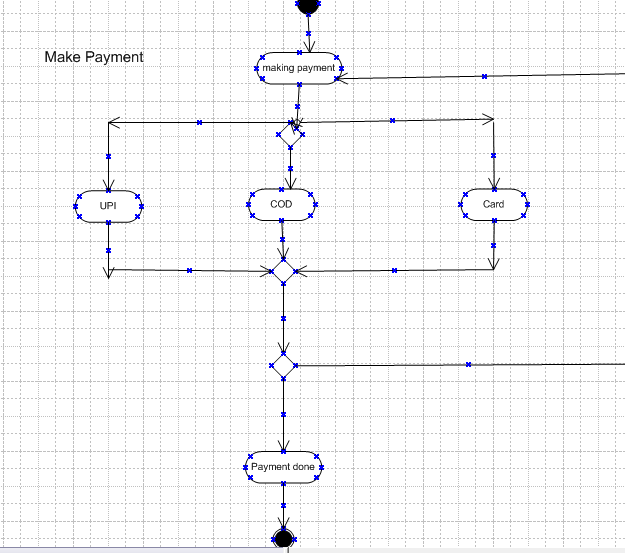 Make Payment
making payment
UPI
COD
Card
Payment done